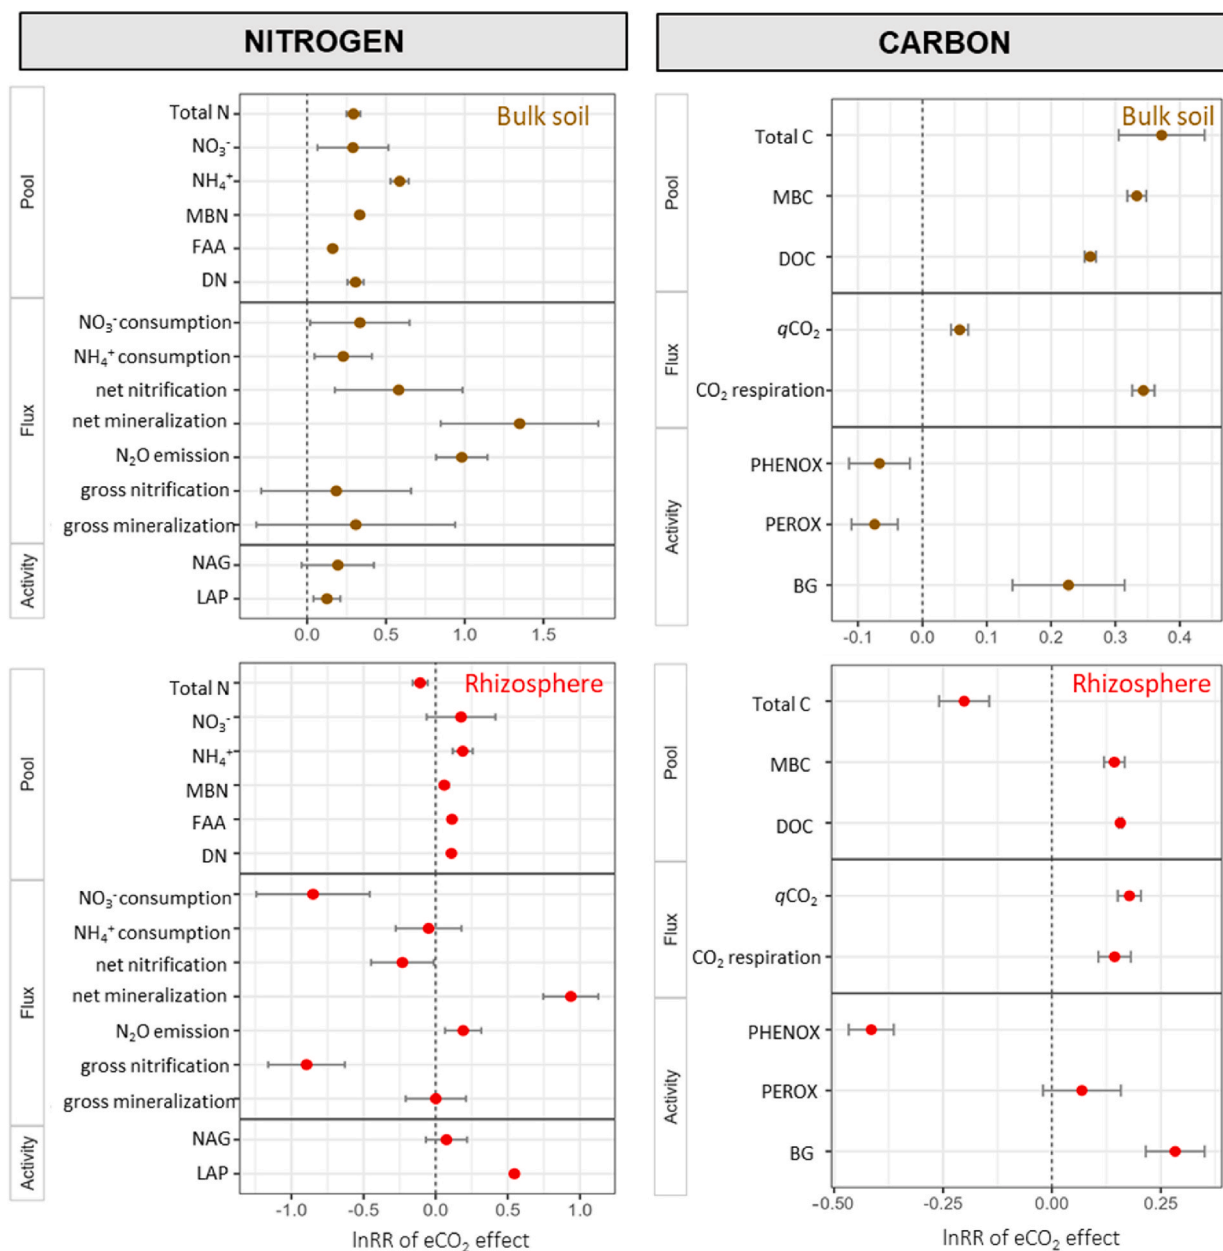 NITROGEN
CARBON
Bulk soil
Pool
Total N
NO₃⁻
NH₄⁺
MBN
FAA
DN
Flux
NO₃⁻ consumption
NH₄⁺ consumption
net nitrification
net mineralization
N₂O emission
gross nitrification
gross mineralization
Activity
NAG
LAP
0.0 0.5 1.0 1.5
Bulk soil
Pool
Total C
MBC
DOC
Flux
qCO₂
CO₂ respiration
Activity
PHENOX
PEROX
BG
-0.1 0.0 0.1 0.2 0.3 0.4
Rhizosphere
Pool
Total N
NO₃⁻
NH₄⁺
MBN
FAA
DN
Flux
NO₃⁻ consumption
NH₄⁺ consumption
net nitrification
net mineralization
N₂O emission
gross nitrification
gross mineralization
Activity
NAG
LAP
-1.0 -0.5 0.0 0.5 1.0
lnRR of eCO₂ effect
Rhizosphere
Pool
Total C
MBC
DOC
Flux
qCO₂
CO₂ respiration
Activity
PHENOX
PEROX
BG
-0.50 -0.25 0.00 0.25
lnRR of eCO₂ effect